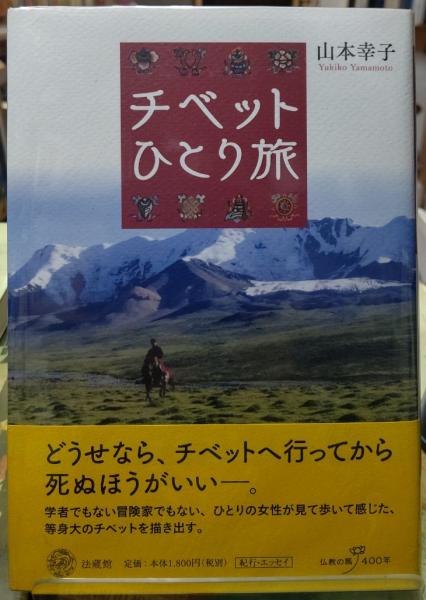 山本幸子
Yukiko Yamamoto
チベット
ひとり旅
どうせなら、チベットへ行ってから
死ぬほうがいい—。
学者でもない冒険家でもない、ひとりの女性が見て歩いて感じた、
等身大のチベットを描き出す。
法蔵館 定価:本体1,800円(税別) 紀行・エッセイ 仏教の風400年